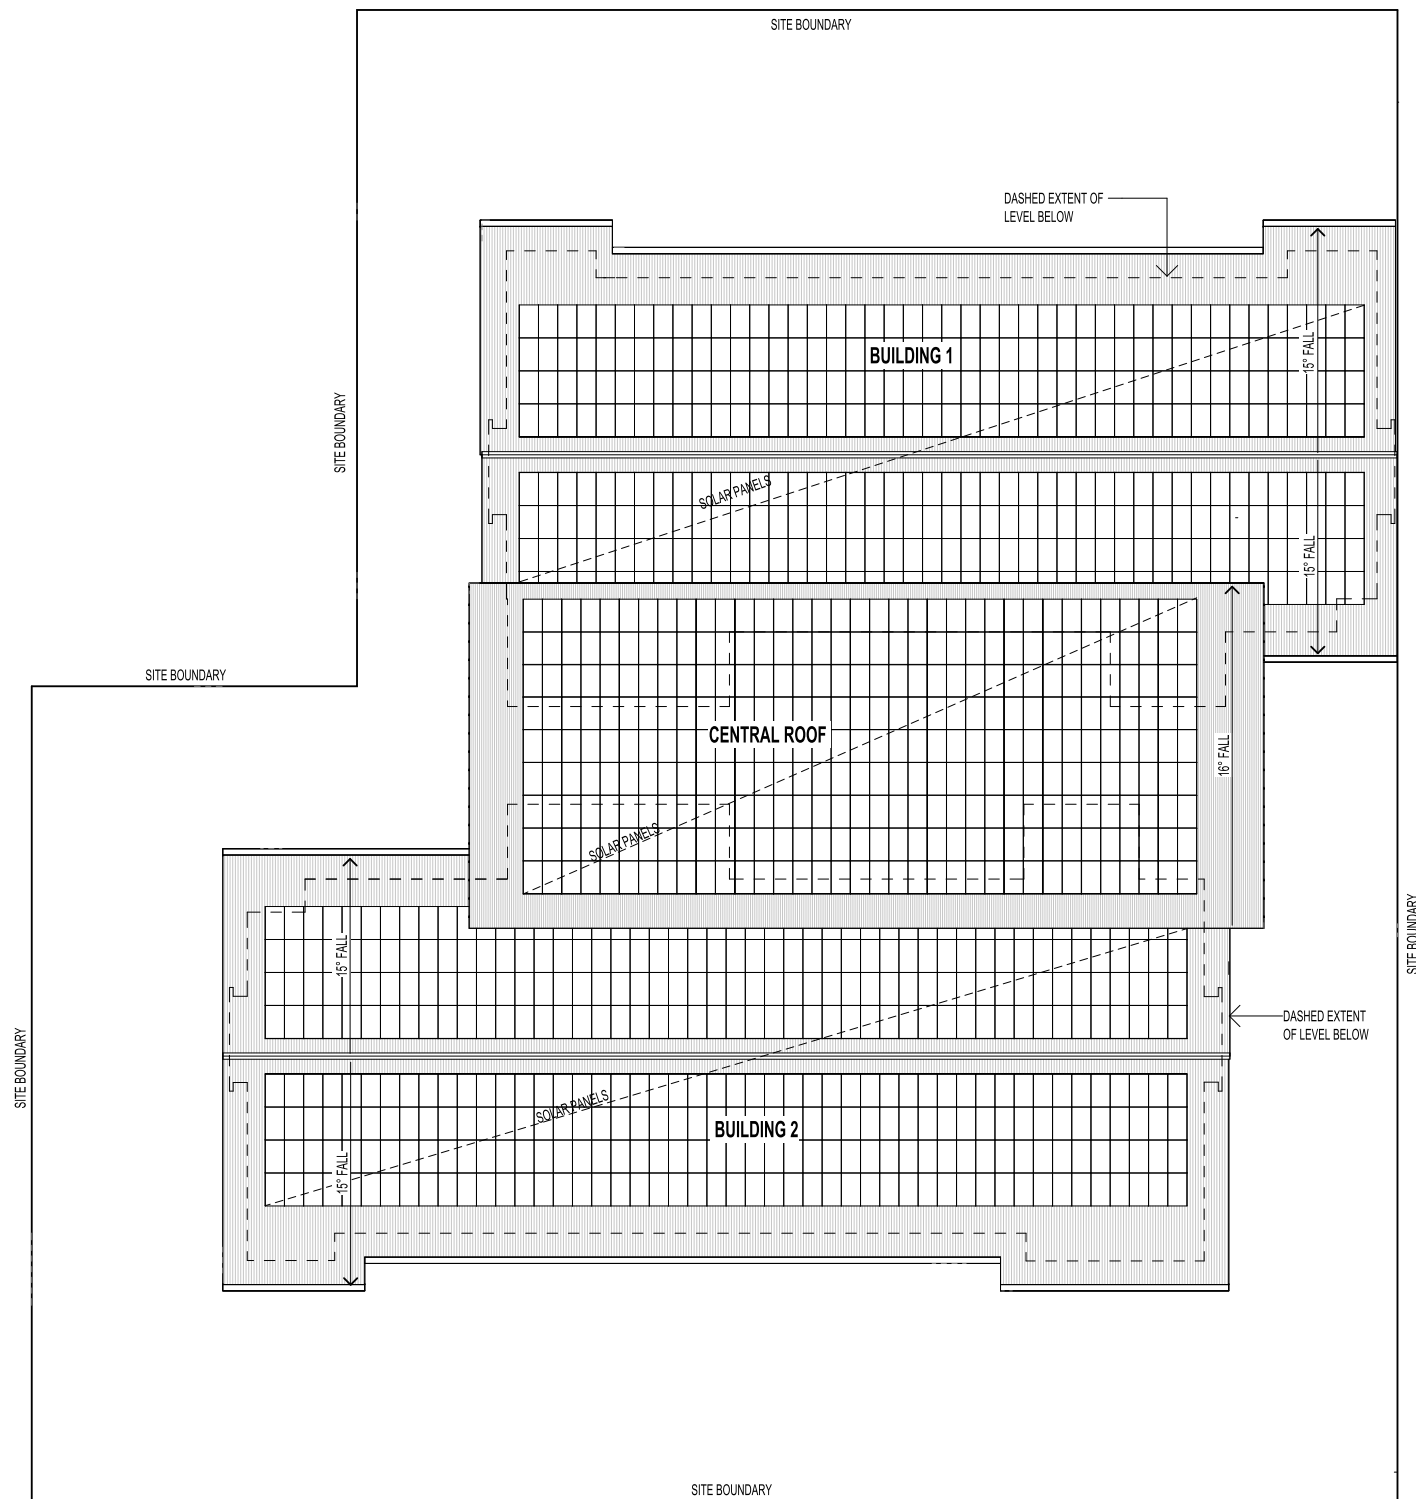 SITE BOUNDARY
DASHED EXTENT OF
LEVEL BELOW
BUILDING 1
15° FALL
SITE BOUNDARY
SOLAR PANELS
15° FALL
SITE BOUNDARY
CENTRAL ROOF
16° FALL
SOLAR PANELS
SITE BOUNDARY
15° FALL
DASHED EXTENT
OF LEVEL BELOW
SITE BOUNDARY
SOLAR PANELS
BUILDING 2
15° FALL
SITE BOUNDARY